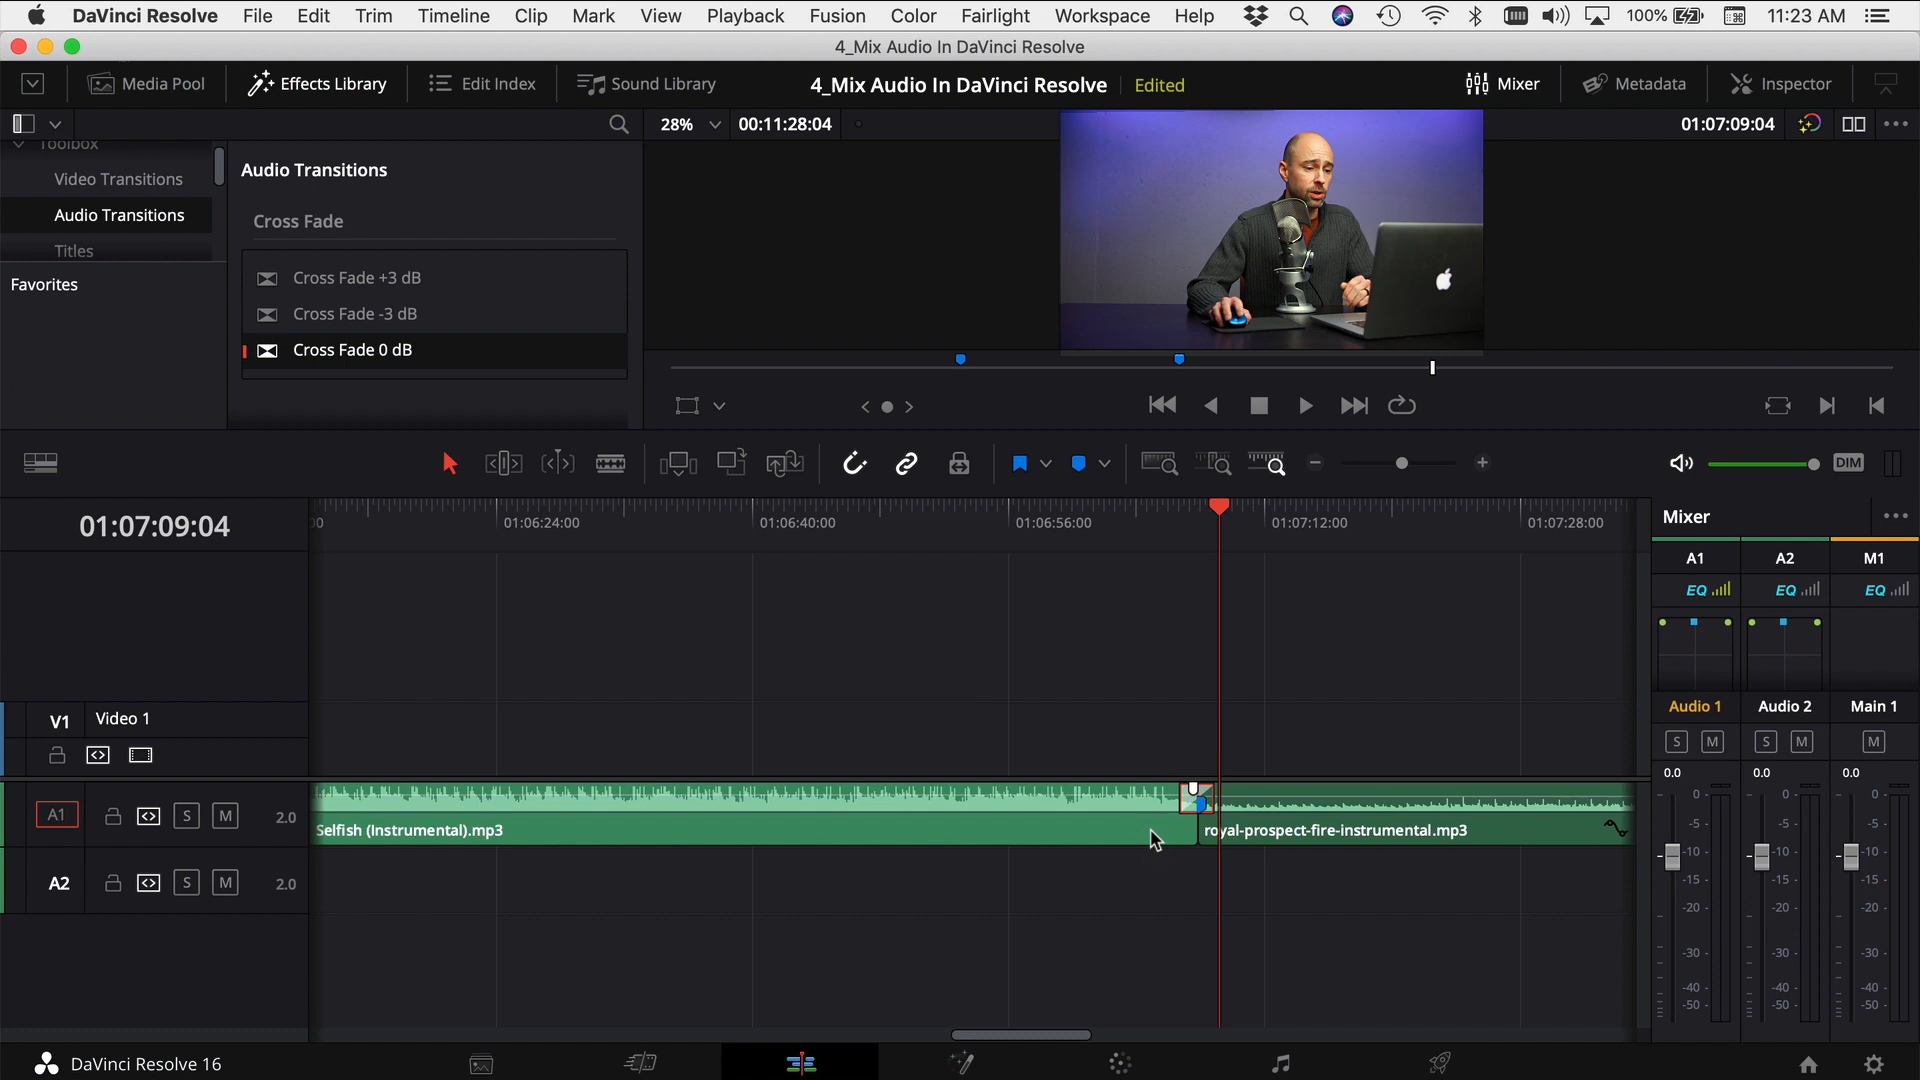 DaVinci Resolve File Edit Trim Timeline Clip Mark View Playback Fusion Color Fairlight Workspace Help 100% 11:23 AM
4_Mix Audio In DaVinci Resolve
Media Pool Effects Library Edit Index Sound Library 4_Mix Audio In DaVinci Resolve Edited Mixer Metadata Inspector
28% 00:11:28:04 01:07:09:04
Toolbox
Video Transitions
Audio Transitions
Titles
Favorites
Audio Transitions
Cross Fade
Cross Fade +3 dB
Cross Fade -3 dB
Cross Fade 0 dB
DIM
01:07:09:04
00 01:06:24:00 01:06:40:00 01:06:56:00 01:07:12:00 01:07:28:00
V1 Video 1
A1 S M 2.0
Selfish (Instrumental).mp3
royal-prospect-fire-instrumental.mp3
A2 S M 2.0
Mixer
A1 A2 M1
EQ EQ EQ
Audio 1 Audio 2 Main 1
S M S M M
0.0 0.0 0.0
0 0 0
-5 -5 -5
-10 -10 -10
-15 -15 -15
-20 -20 -20
-30 -30 -30
-40 -40 -40
-50 -50 -50
DaVinci Resolve 16